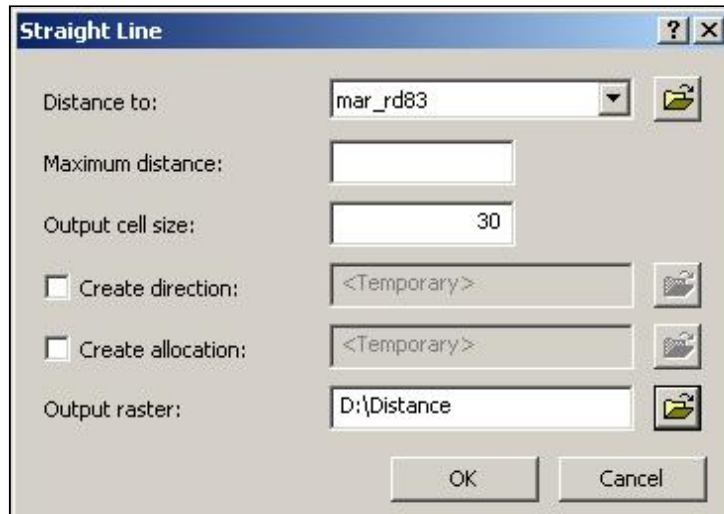 Straight Line
Distance to: mar_rd83
Maximum distance:
Output cell size: 30
Create direction: <Temporary>
Create allocation: <Temporary>
Output raster: D:\Distance
OK Cancel